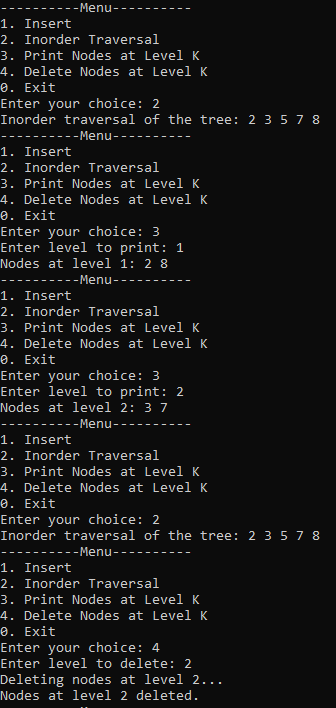 ----------Menu----------
1. Insert
2. Inorder Traversal
3. Print Nodes at Level K
4. Delete Nodes at Level K
0. Exit
Enter your choice: 2
Inorder traversal of the tree: 2 3 5 7 8
----------Menu----------
1. Insert
2. Inorder Traversal
3. Print Nodes at Level K
4. Delete Nodes at Level K
0. Exit
Enter your choice: 3
Enter level to print: 1
Nodes at level 1: 2 8
----------Menu----------
1. Insert
2. Inorder Traversal
3. Print Nodes at Level K
4. Delete Nodes at Level K
0. Exit
Enter your choice: 3
Enter level to print: 2
Nodes at level 2: 3 7
----------Menu----------
1. Insert
2. Inorder Traversal
3. Print Nodes at Level K
4. Delete Nodes at Level K
0. Exit
Enter your choice: 2
Inorder traversal of the tree: 2 3 5 7 8
----------Menu----------
1. Insert
2. Inorder Traversal
3. Print Nodes at Level K
4. Delete Nodes at Level K
0. Exit
Enter your choice: 4
Enter level to delete: 2
Deleting nodes at level 2...
Nodes at level 2 deleted.